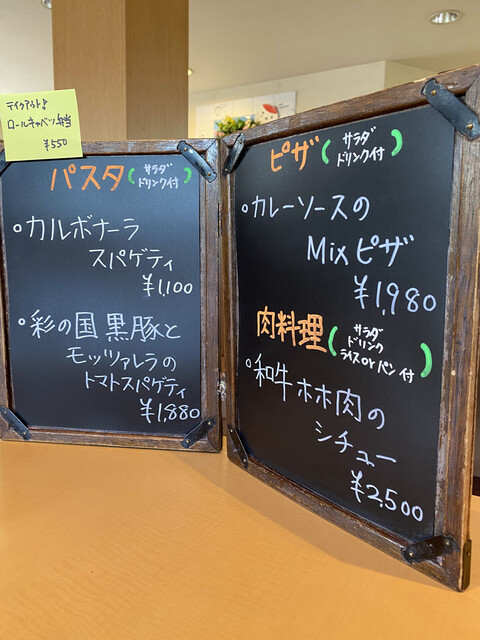 テイクアウト♪
ロールキャベツ弁当
¥550
パスタ(サラダ
ドリンク付)
・カルボナーラ
スパゲティ
¥1,100
・彩の国黒豚と
モッツァレラの
トマトスパゲティ
¥1,880
ピザ(サラダ
ドリンク付)
・カレーソースの
Mixピザ
¥1,980
肉料理(サラダ
ドリンク
ライスorパン付)
・和牛ホホ肉の
シチュー
¥2,500